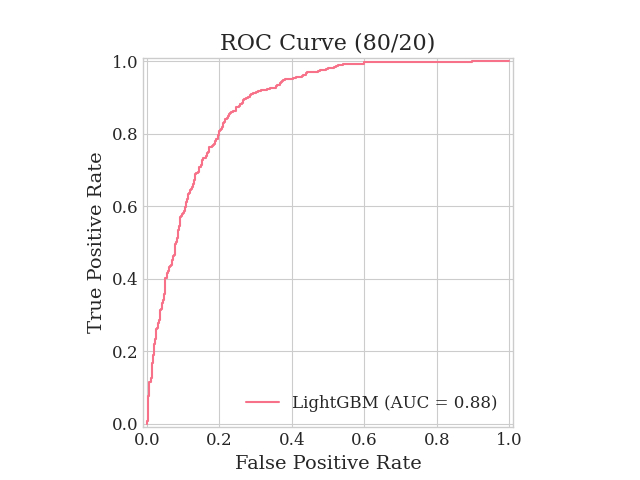 ROC Curve (80/20)
1.0
0.8
0.6
0.4
0.2
0.0
True Positive Rate
LightGBM (AUC = 0.88)
0.0 0.2 0.4 0.6 0.8 1.0
False Positive Rate